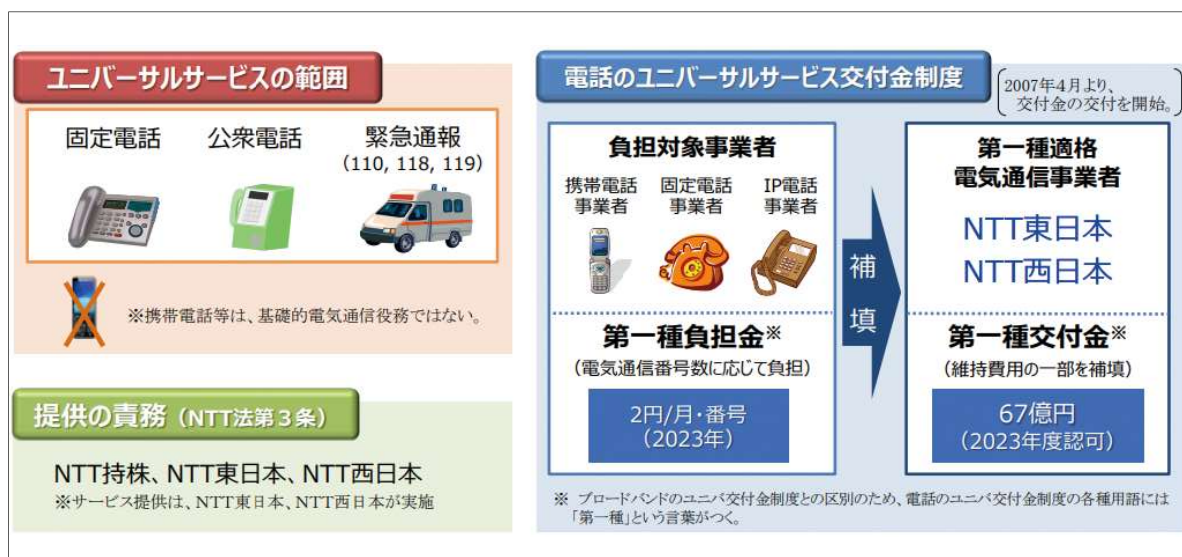 ユニバーサルサービスの範囲
固定電話
公衆電話
緊急通報
(110, 118, 119)
※携帯電話等は、基礎的電気通信役務ではない。
提供の責務(NTT法第3条)
NTT持株、NTT東日本、NTT西日本
※サービス提供は、NTT東日本、NTT西日本が実施
電話のユニバーサルサービス交付金制度
2007年4月より、
交付金の交付を開始。
負担対象事業者
携帯電話
事業者
固定電話
事業者
IP電話
事業者
第一種負担金※
(電気通信番号数に応じて負担)
2円/月・番号
(2023年)
補
填
第一種適格
電気通信事業者
NTT東日本
NTT西日本
第一種交付金※
(維持費用の一部を補填)
67億円
(2023年度認可)
※ ブロードバンドのユニバ交付金制度との区別のため、電話のユニバ交付金制度の各種用語には
「第一種」という言葉がつく。